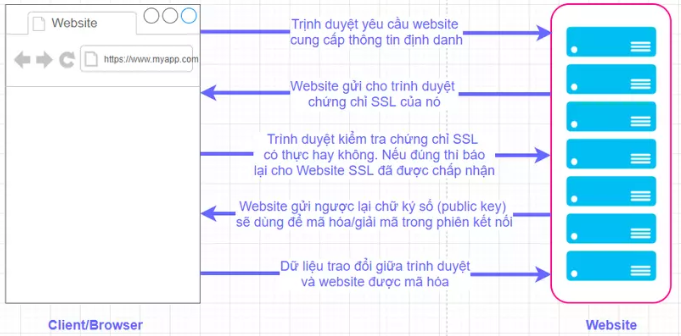 Website
https://www.myapp.com
Trịnh duyệt yêu cầu website
cung cấp thông tin định danh
Website gửi cho trình duyệt
chứng chỉ SSL của nó
Trình duyệt kiểm tra chứng chỉ SSL
có thực hay không. Nếu đúng thì báo
lại cho Website SSL đã được chấp nhận
Website gửi ngược lại chữ ký số (public key)
sẽ dùng để mã hóa/giải mã trong phiên kết nối
Dữ liệu trao đổi giữa trình duyệt
và website được mã hóa
Client/Browser
Website